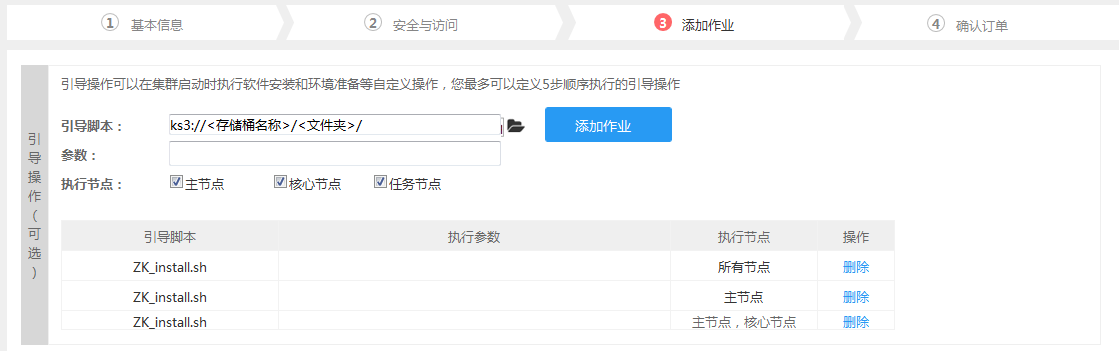 1 基本信息 2 安全与访问 3 添加作业 4 确认订单
引导操作(可选)
引导操作可以在集群启动时执行软件安装和环境准备等自定义操作，您最多可以定义5步顺序执行的引导操作
引导脚本： ks3://<存储桶名称>/<文件夹>/ 添加作业
参数：
执行节点： 主节点 核心节点 任务节点
引导脚本 执行参数 执行节点 操作
ZK_install.sh 所有节点 删除
ZK_install.sh 主节点 删除
ZK_install.sh 主节点，核心节点 删除